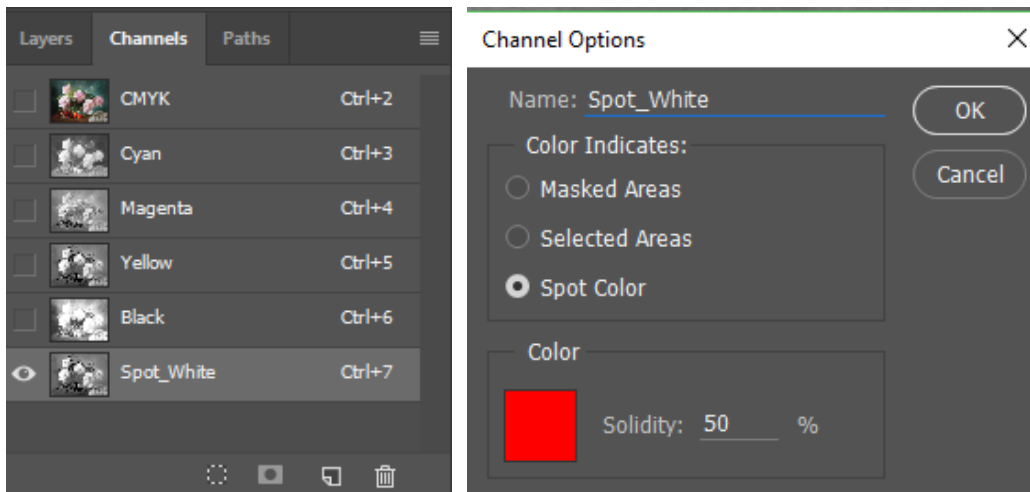 Layers Channels Paths
CMYK Ctrl+2
Cyan Ctrl+3
Magenta Ctrl+4
Yellow Ctrl+5
Black Ctrl+6
Spot_White Ctrl+7
Channel Options
Name: Spot_White
OK
Color Indicates:
Cancel
Masked Areas
Selected Areas
Spot Color
Color
Solidity: 50 %